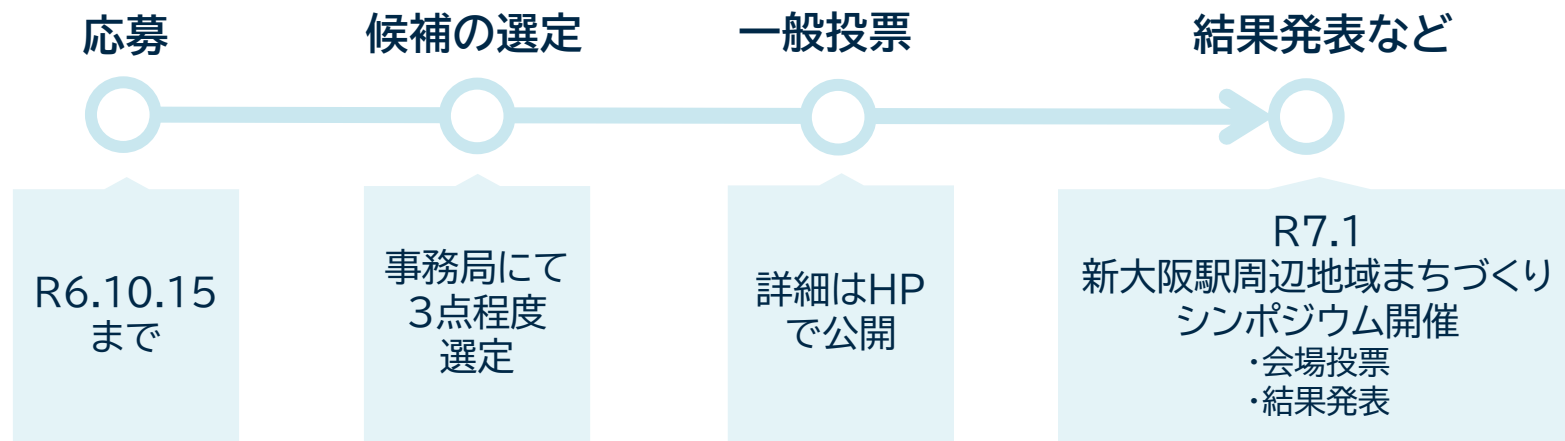 応募
候補の選定
一般投票
結果発表など
R6.10.15
まで
事務局にて
3点程度
選定
詳細はHP
で公開
R7.1
新大阪駅周辺地域まちづくり
シンポジウム開催
・会場投票
・結果発表